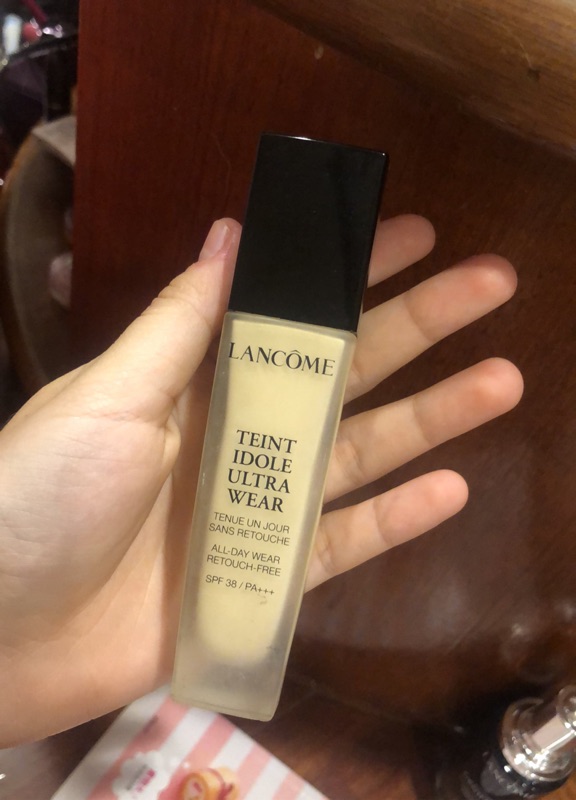 LANCÔME
TEINT
IDOLE
ULTRA
WEAR
TENUE UN JOUR
SANS RETOUCHE
ALL-DAY WEAR
RETOUCH-FREE
SPF 38 / PA+++